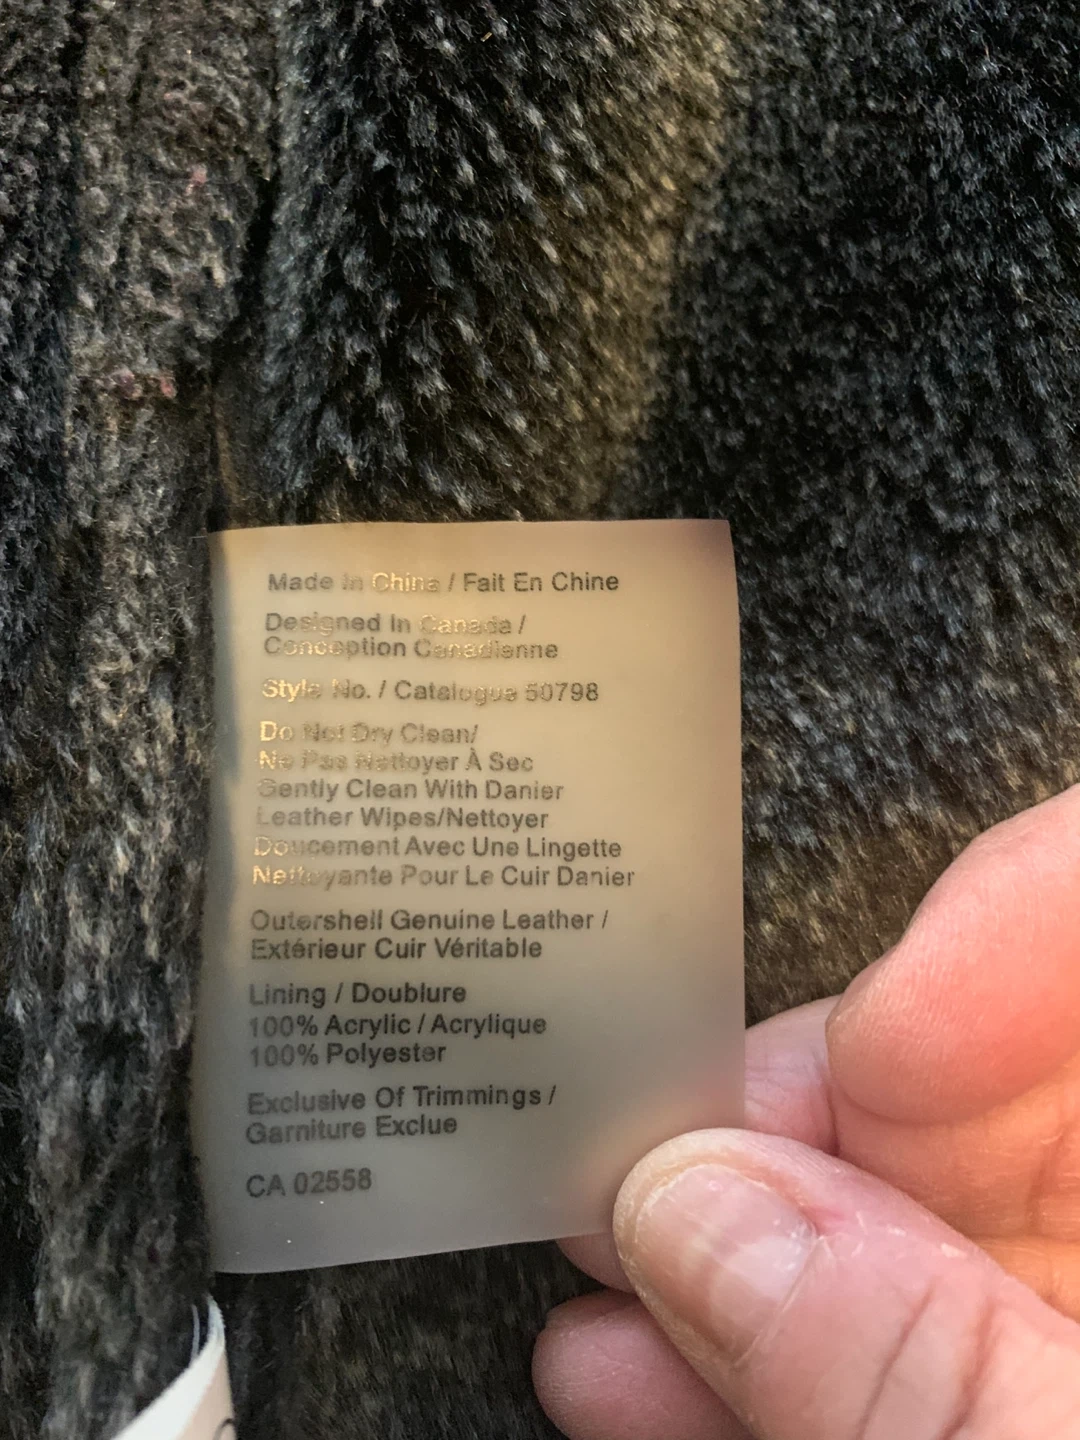 Made In China / Fait En Chine
Designed In Canada /
Conception Canadienne
Style No. / Catalogue 50798
Do Not Dry Clean/
Ne Pas Nettoyer À Sec
Gently Clean With Danier
Leather Wipes/Nettoyer
Doucement Avec Une Lingette
Nettoyante Pour Le Cuir Danier
Outershell Genuine Leather /
Extérieur Cuir Véritable
Lining / Doublure
100% Acrylic / Acrylique
100% Polyester
Exclusive Of Trimmings /
Garniture Exclue
CA 02558